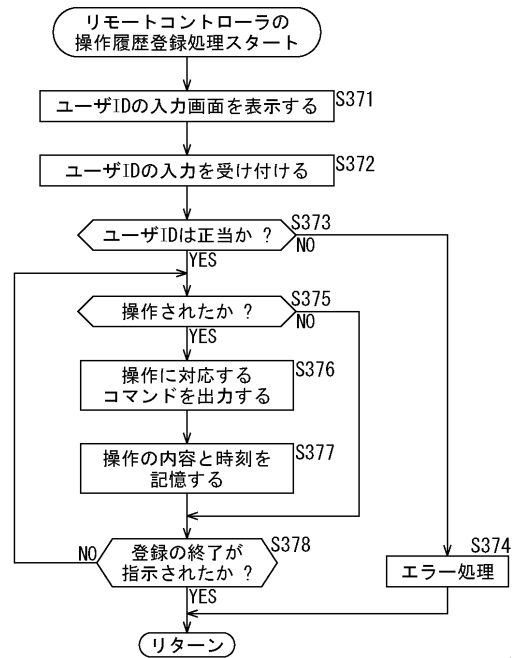 リモートコントローラの
操作履歴登録処理スタート
ユーザIDの入力画面を表示する
S371
ユーザIDの入力を受け付ける
S372
ユーザIDは正当か ?
S373
NO
YES
操作されたか ?
S375
NO
YES
操作に対応する
コマンドを出力する
S376
操作の内容と時刻を
記憶する
S377
登録の終了が
指示されたか ?
S378
NO
YES
S374
エラー処理
リターン